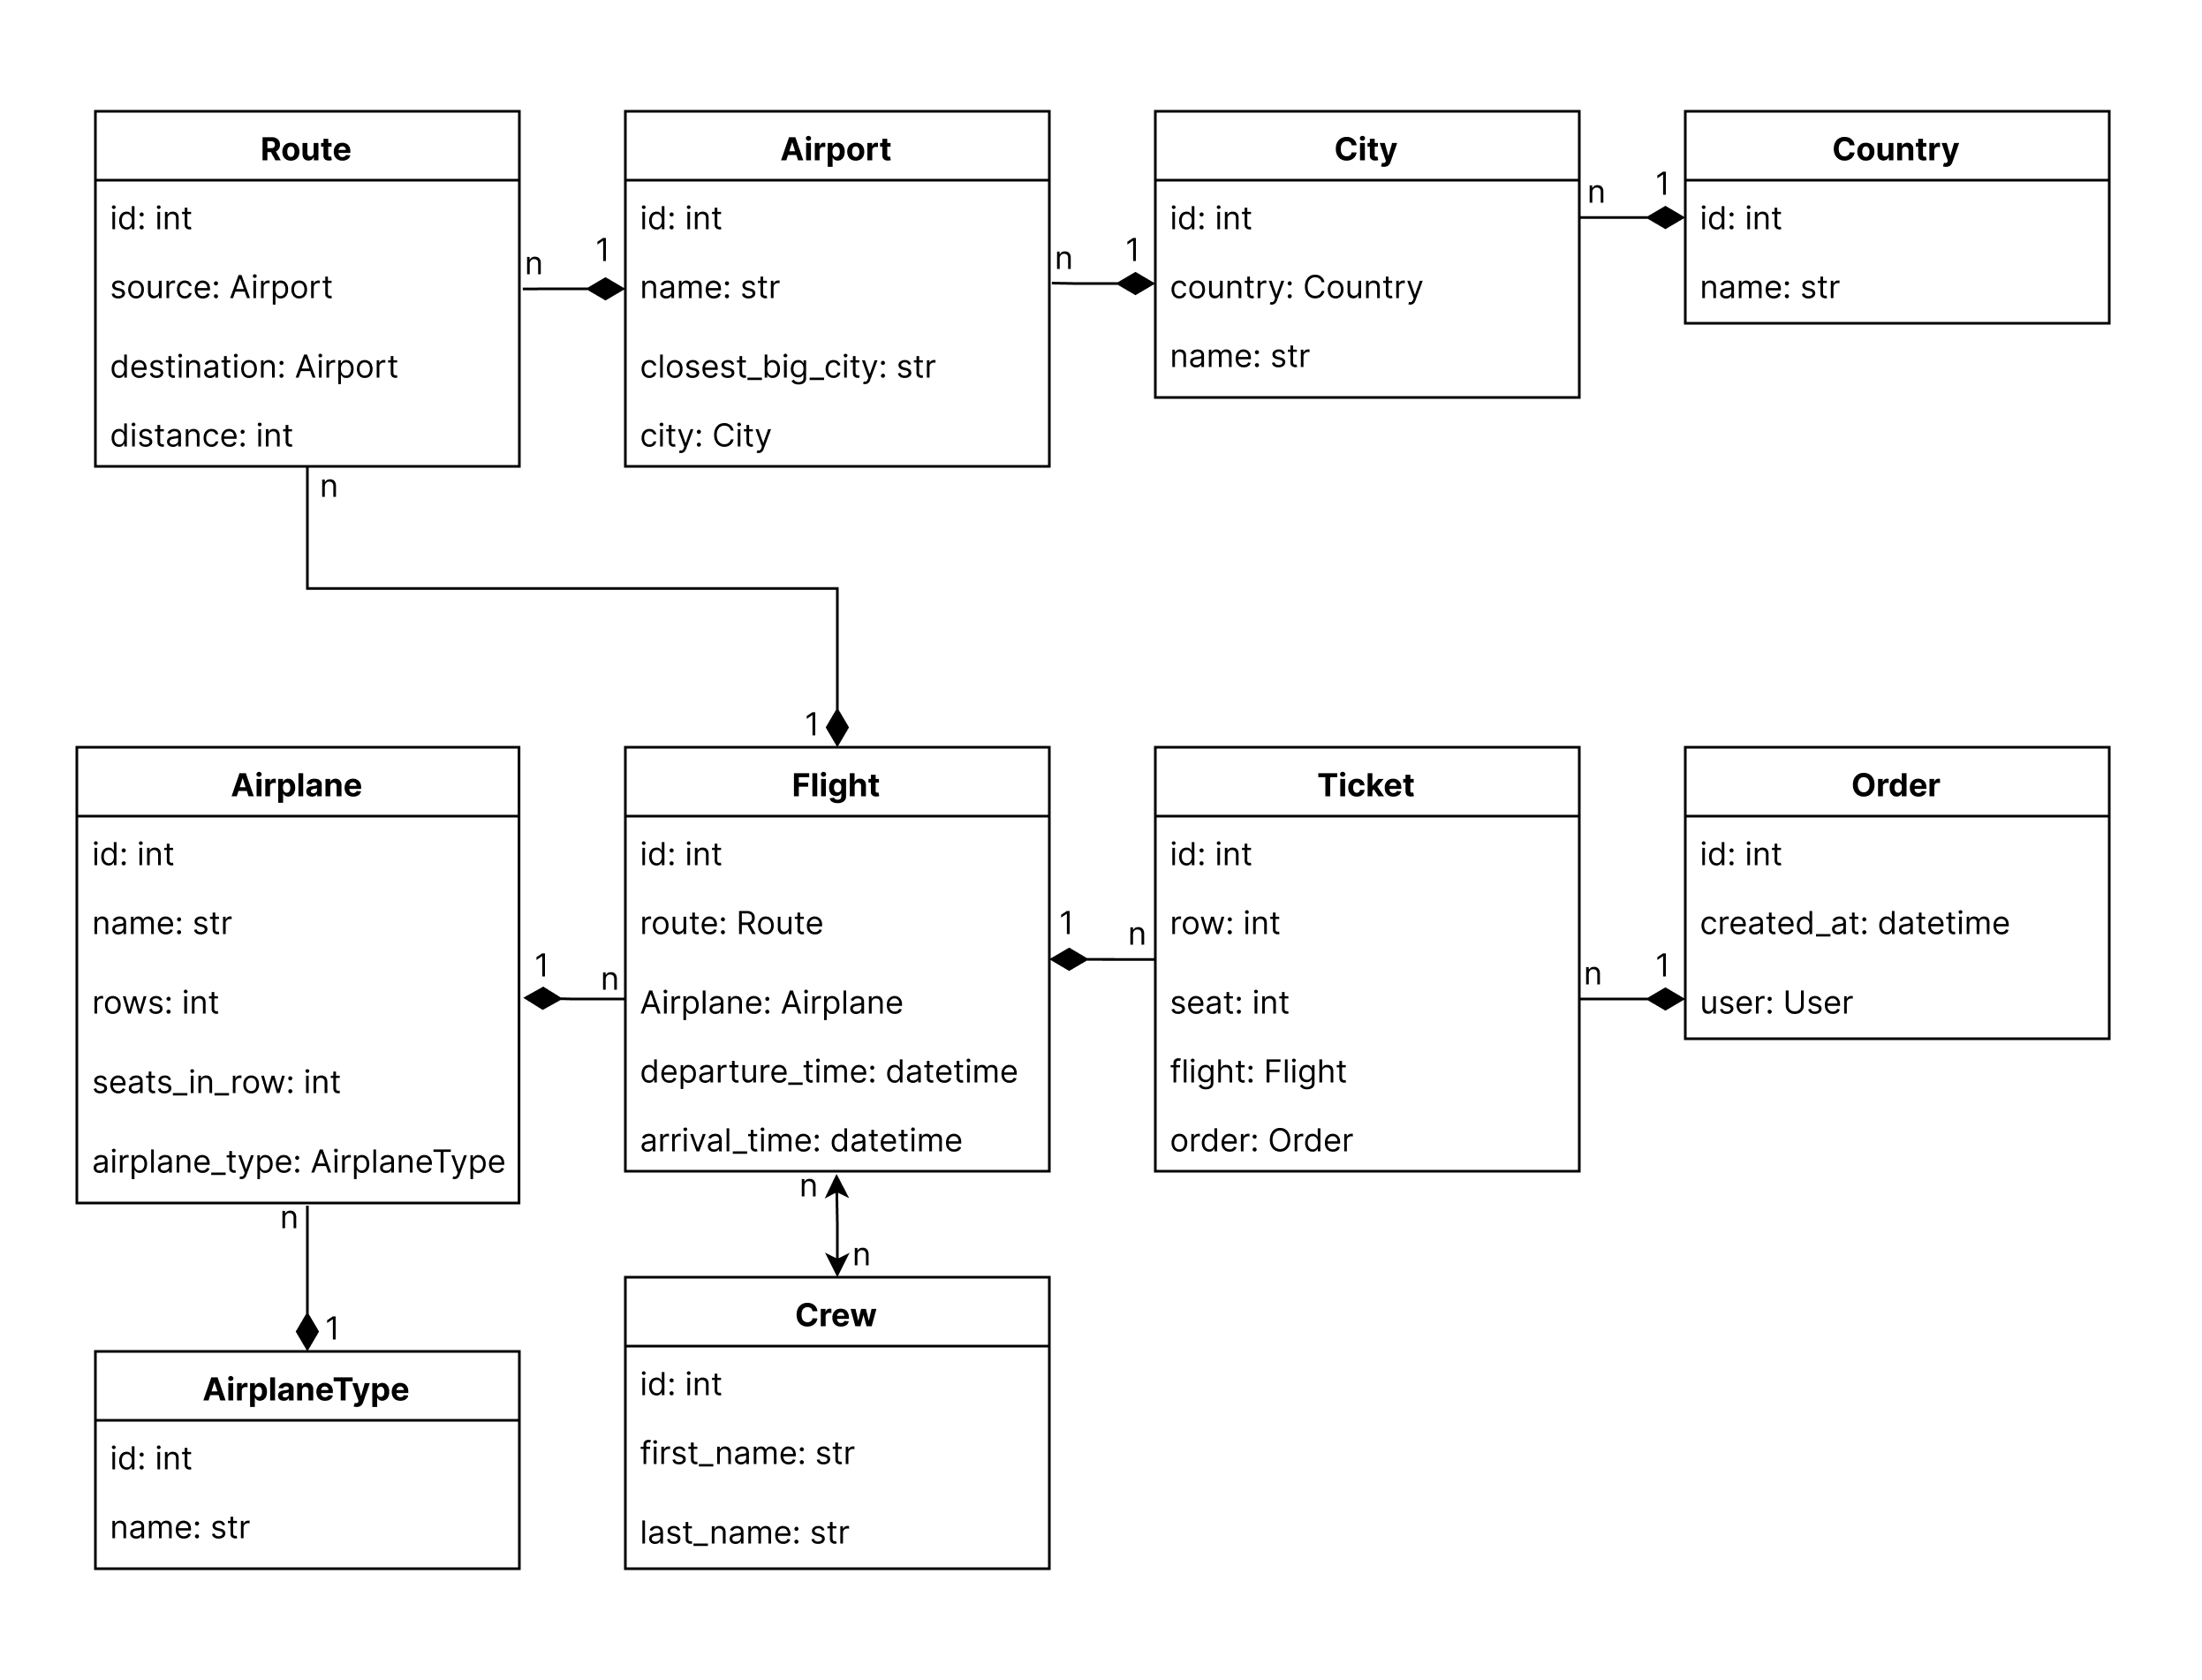 Route
id: int
source: Airport
destination: Airport
distance: int
n
1
Airport
id: int
name: str
closest_big_city: str
city: City
n
1
City
id: int
country: Country
name: str
n
1
Country
id: int
name: str
n
1
Airplane
id: int
name: str
rows: int
seats_in_row: int
airplane_type: AirplaneType
1
n
Flight
id: int
route: Route
Airplane: Airplane
departure_time: datetime
arrival_time: datetime
1
n
Ticket
id: int
row: int
seat: int
flight: Flight
order: Order
n
1
Order
id: int
created_at: datetime
user: User
n
1
AirplaneType
id: int
name: str
n
n
Crew
id: int
first_name: str
last_name: str